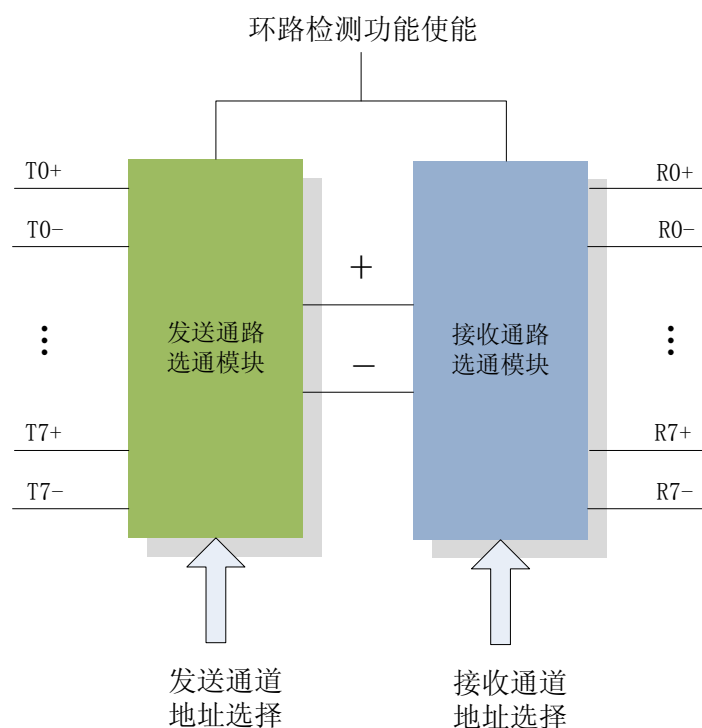 环路检测功能使能
T0+
R0+
T0-
R0-
+
发送通路
选通模块
接收通路
选通模块
-
T7+
R7+
T7-
R7-
发送通道
地址选择
接收通道
地址选择